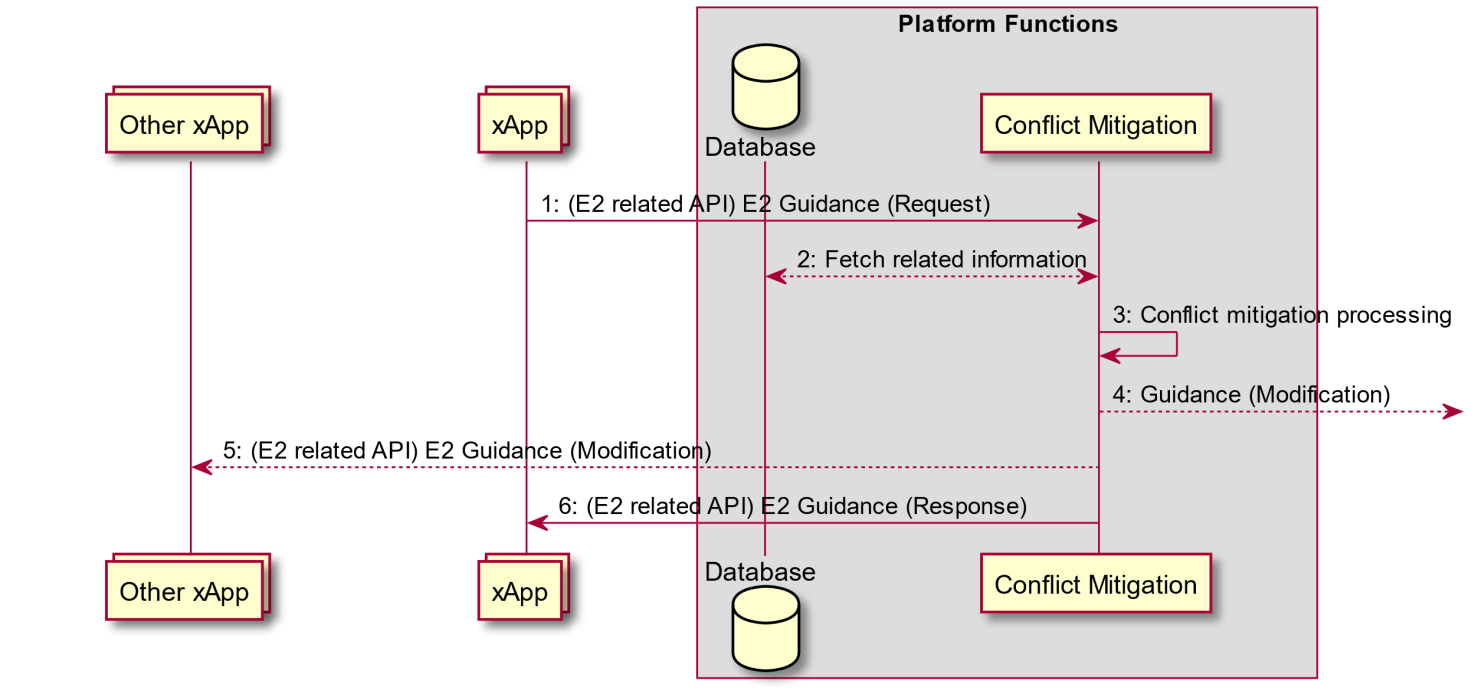 Platform Functions
Other xApp
xApp
Database
Conflict Mitigation
1: (E2 related API) E2 Guidance (Request)
2: Fetch related information
3: Conflict mitigation processing
4: Guidance (Modification)
5: (E2 related API) E2 Guidance (Modification)
6: (E2 related API) E2 Guidance (Response)
Other xApp
xApp
Database
Conflict Mitigation